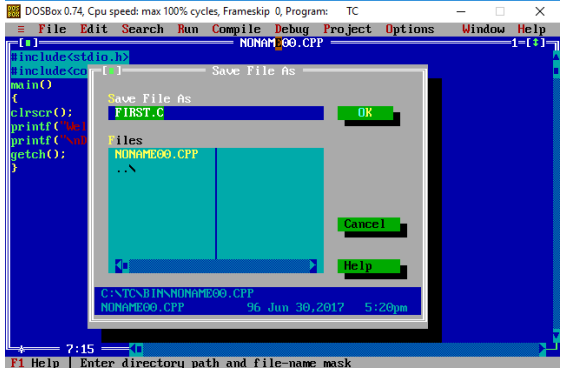 DOSBox 0.74, Cpu speed: max 100% cycles, Frameskip 0, Program: TC
≡ File Edit Search Run Compile Debug Project Options Window Help
NONAME00.CPP 1=[↕]
#include<stdio.h>
#include<co
Save File As
main()
{
Save File As
clrscr();
FIRST.C
OK
printf("Wel
printf("\nD
Files
getch();
NONAME00.CPP
}
..\
Cancel
Help
C:\TC\BIN\NONAME00.CPP
NONAME00.CPP 96 Jun 30,2017 5:20pm
7:15
F1 Help | Enter directory path and file-name mask